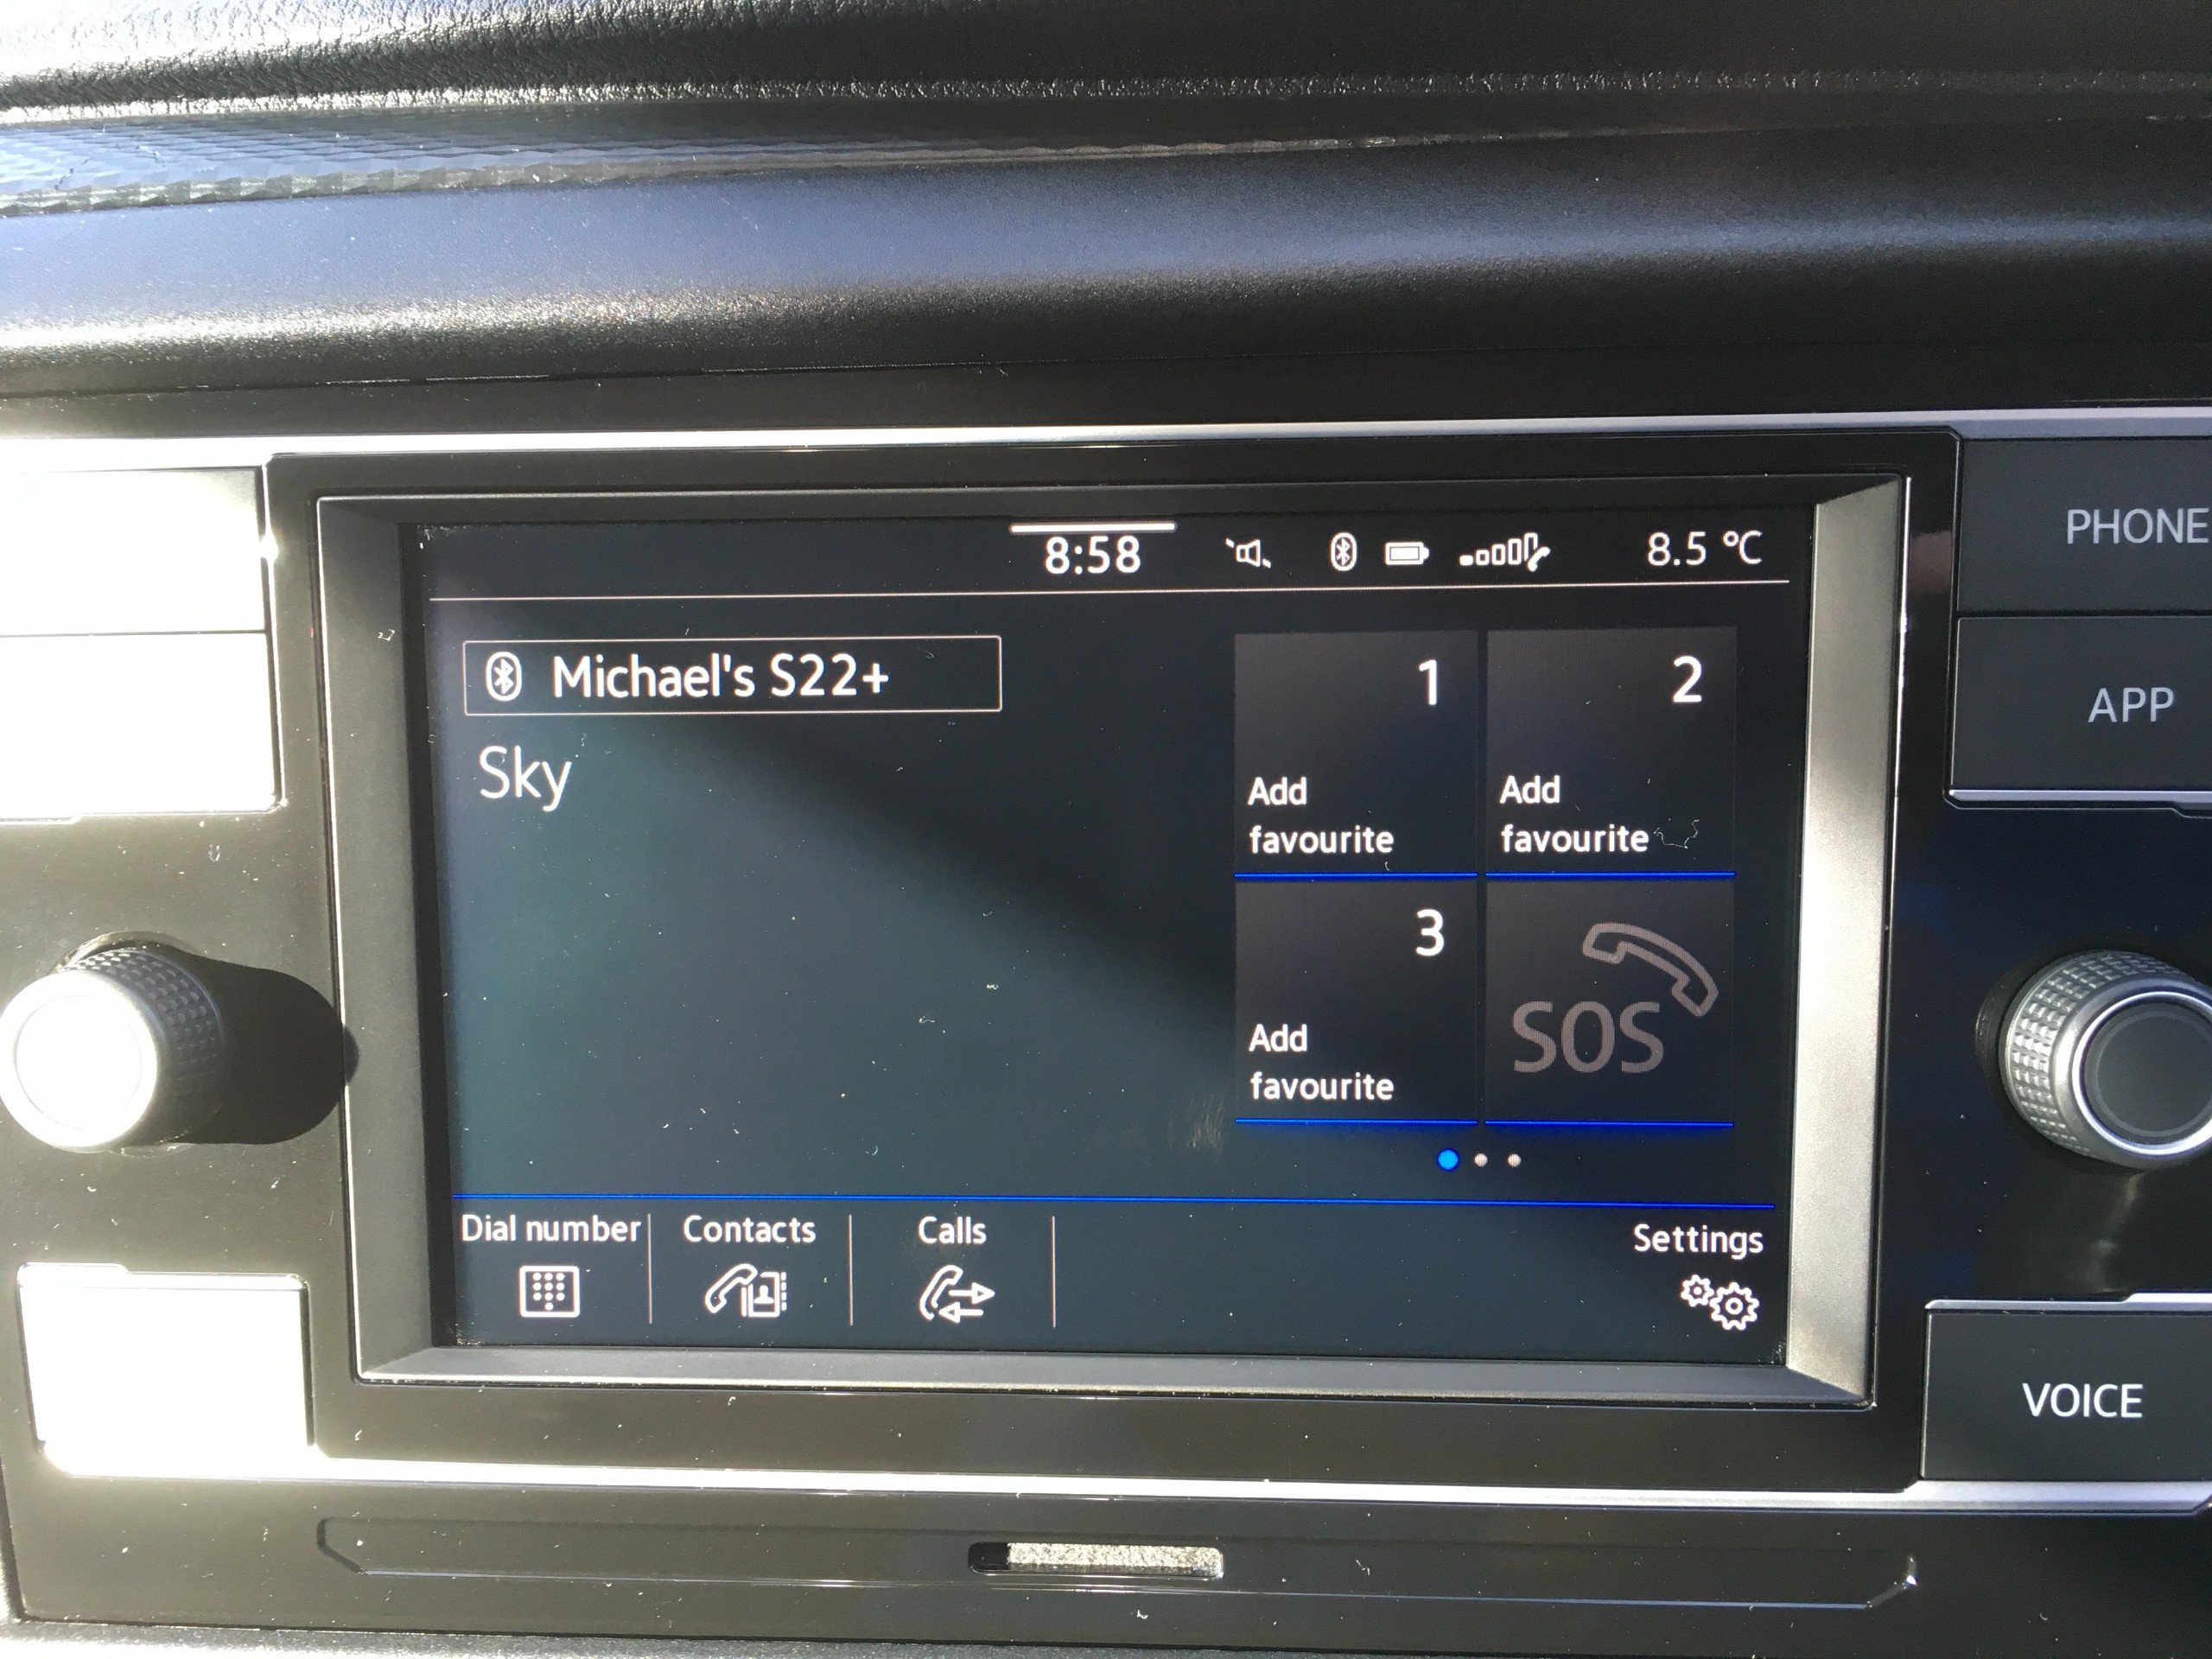 8:58
8.5 °C
PHONE
Michael's S22+
1
2
APP
Sky
Add
favourite
Add
favourite
3
SOS
Add
favourite
Dial number
Contacts
Calls
Settings
VOICE